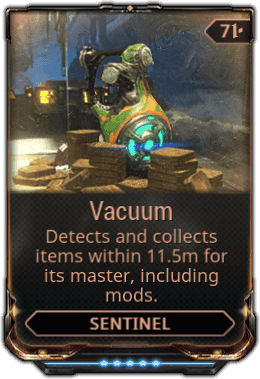 7
Vacuum
Detects and collects
items within 11.5m for
its master, including
mods.
SENTINEL